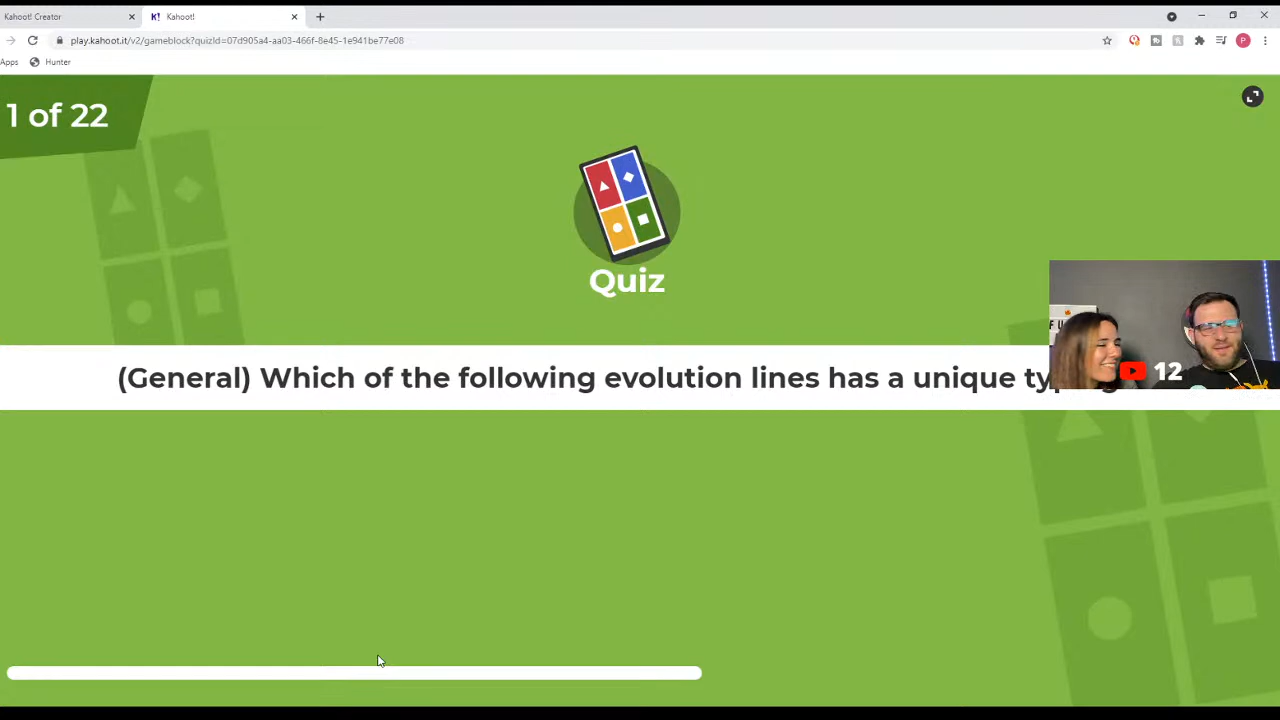 Kahoot! Creator
K! Kahoot!
play.kahoot.it/v2/gameblock?quizId=07d905a4-aa03-466f-8e45-1e941be77e08
P
Apps
Hunter
1 of 22
Quiz
(General) Which of the following evolution lines has a unique
12